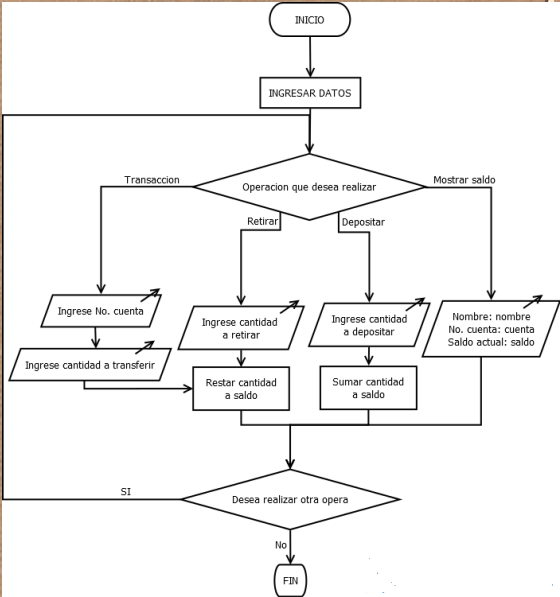 INICIO
INGRESAR DATOS
Operacion que desea realizar
Transaccion
Mostrar saldo
Retirar
Depositar
Ingrese No. cuenta
Ingrese cantidad a transferir
Ingrese cantidad
a retirar
Restar cantidad
a saldo
Ingrese cantidad
a depositar
Sumar cantidad
a saldo
Nombre: nombre
No. cuenta: cuenta
Saldo actual: saldo
Desea realizar otra opera
SI
No
FIN